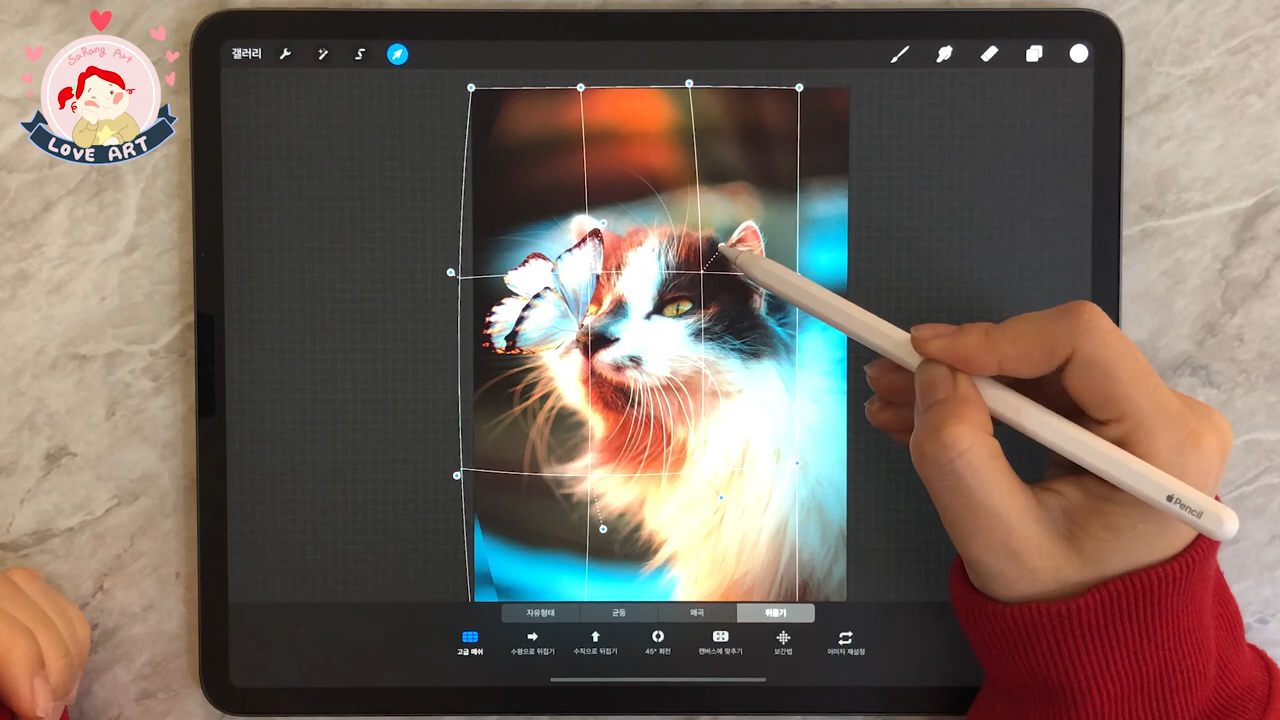 SaRang Art
LOVE ART
갤러리
자유형태
균등
왜곡
뒤틀기
고급 메쉬
수평으로 뒤집기
수직으로 뒤집기
45° 회전
캔버스에 맞추기
보간법
이미지 재설정
Pencil